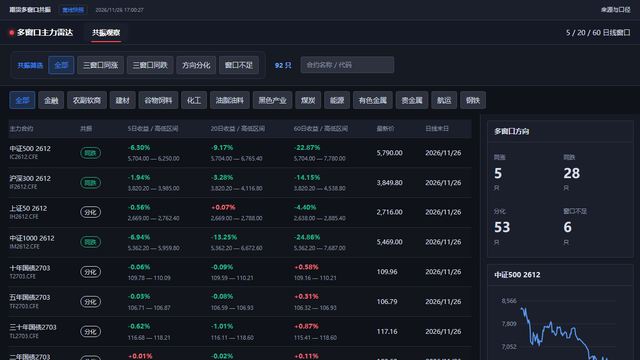 期货多窗口共振 离线快照 2026/11/26 17:00:27 来源与口径
多窗口主力雷达 共振观察 5 / 20 / 60 日线窗口
共振筛选 全部 三窗口同涨 三窗口同跌 方向分化 窗口不足 92 只 合约名称 / 代码
全部 金融 农副软商 建材 谷物饲料 化工 油脂油料 黑色产业 煤炭 能源 有色金属 贵金属 航运 钢铁
主力合约 共振 5日收益 / 高低区间 20日收益 / 高低区间 60日收益 / 高低区间 最新价 日线末日
中证500 2612 同跌 -6.30% -9.17% -22.87% 5,790.00 2026/11/26
IC2612.CFE 5,704.00 — 6,250.00 5,704.00 — 6,765.40 5,704.00 — 7,780.00
沪深300 2612 同跌 -1.94% -3.28% -14.15% 3,849.80 2026/11/26
IF2612.CFE 3,820.20 — 3,985.00 3,820.20 — 4,116.80 3,820.20 — 4,538.80
上证50 2612 分化 -0.56% +0.07% -4.40% 2,716.00 2026/11/26
IH2612.CFE 2,669.00 — 2,762.40 2,669.00 — 2,788.00 2,638.00 — 2,885.40
中证1000 2612 同跌 -6.94% -13.25% -24.86% 5,469.00 2026/11/26
IM2612.CFE 5,362.20 — 5,959.80 5,362.20 — 6,672.60 5,362.20 — 7,687.00
十年国债2703 分化 -0.06% -0.09% +0.58% 109.96 2026/11/26
T2703.CFE 109.78 — 110.09 109.59 — 110.21 109.16 — 110.21
五年国债2703 分化 -0.03% -0.08% +0.31% 106.79 2026/11/26
TF2703.CFE 106.71 — 106.87 106.59 — 106.93 106.32 — 106.93
三十年国债2703 分化 -0.62% -1.01% +0.87% 117.16 2026/11/26
TL2703.CFE 116.68 — 118.21 116.11 — 118.60 115.41 — 118.60
+0.01% -0.02% +0.11%
多窗口方向
同涨 同跌
5 28
只 只
分化 窗口不足
53 6
只 只
中证500 2612
8,566
7,809
7,052